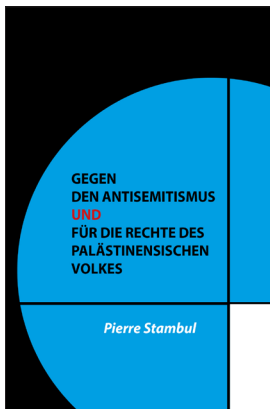 GEGEN
DEN ANTISEMITISMUS
UND
FÜR DIE RECHTE DES
PALÄSTINENSISCHEN
VOLKES
Pierre Stambul